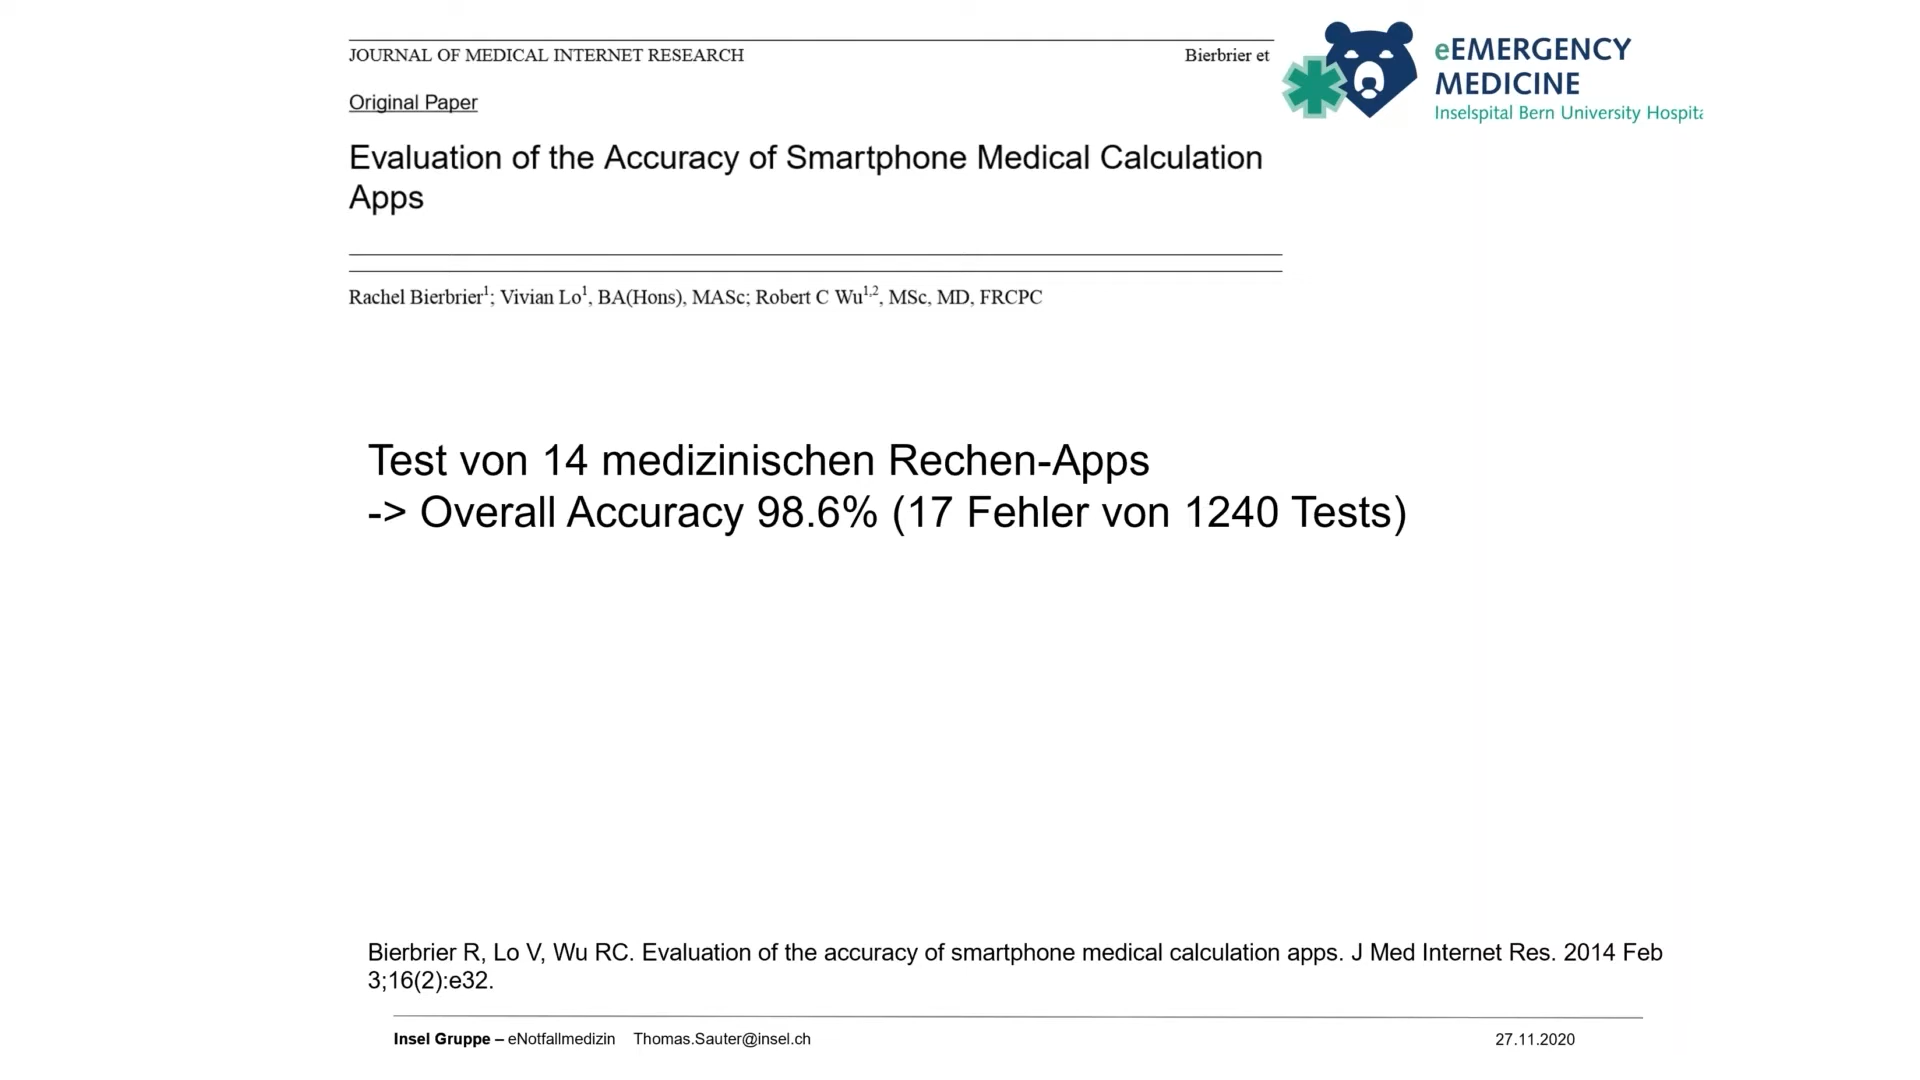 JOURNAL OF MEDICAL INTERNET RESEARCH Bierbrier et
eEMERGENCY
MEDICINE
Inselspital Bern University Hospita
Original Paper
Evaluation of the Accuracy of Smartphone Medical Calculation
Apps
Rachel Bierbrier1; Vivian Lo1, BA(Hons), MASc; Robert C Wu1,2, MSc, MD, FRCPC
Test von 14 medizinischen Rechen-Apps
-> Overall Accuracy 98.6% (17 Fehler von 1240 Tests)
Bierbrier R, Lo V, Wu RC. Evaluation of the accuracy of smartphone medical calculation apps. J Med Internet Res. 2014 Feb
3;16(2):e32.
Insel Gruppe – eNotfallmedizin Thomas.Sauter@insel.ch 27.11.2020